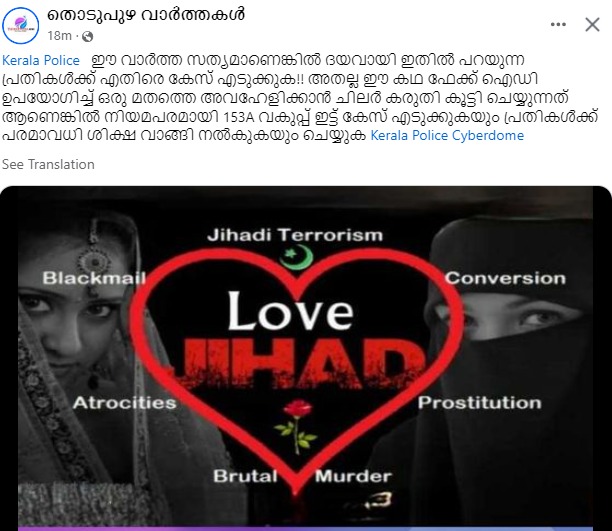 തൊടുപുഴ വാർത്തകൾ
18m ·
Kerala Police ഈ വാർത്ത സത്യമാണെങ്കിൽ ദയവായി ഇതിൽ പറയുന്ന
പ്രതികൾക്ക് എതിരെ കേസ് എടുക്കുക!! അതല്ല ഈ കഥ ഫേക്ക് ഐഡി
ഉപയോഗിച്ച് ഒരു മതത്തെ അവഹേളിക്കാൻ ചിലർ കരുതി കൂട്ടി ചെയ്യുന്നത്
ആണെങ്കിൽ നിയമപരമായി 153A വകുപ്പ് ഇട്ട് കേസ് എടുക്കുകയും പ്രതികൾക്ക്
പരമാവധി ശിക്ഷ വാങ്ങി നൽകുകയും ചെയ്യുക Kerala Police Cyberdome
See Translation
Jihadi Terrorism
Blackmail
Conversion
Love
JIHAD
Atrocities
Prostitution
Brutal Murder